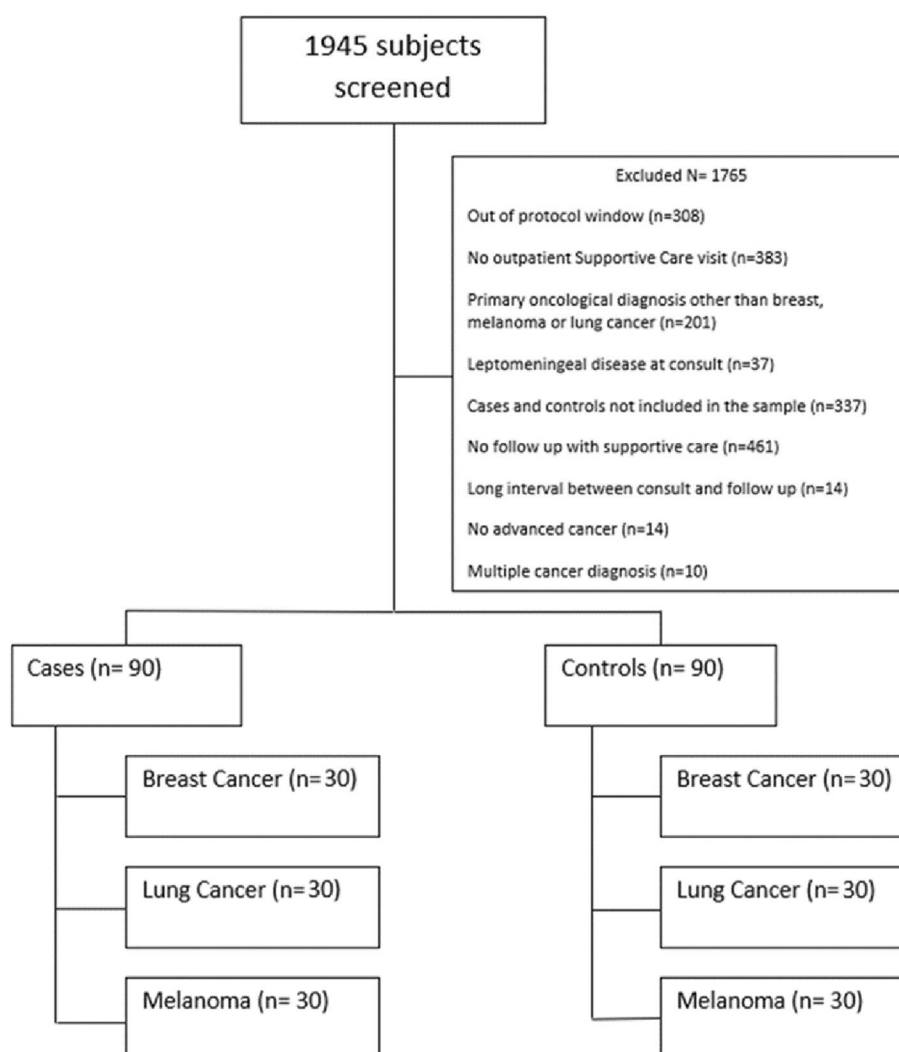 1945 subjects
screened
Excluded N= 1765
Out of protocol window (n=308)
No outpatient Supportive Care visit (n=383)
Primary oncological diagnosis other than breast,
melanoma or lung cancer (n=201)
Leptomeningeal disease at consult (n=37)
Cases and controls not included in the sample (n=337)
No follow up with supportive care (n=461)
Long interval between consult and follow up (n=14)
No advanced cancer (n=14)
Multiple cancer diagnosis (n=10)
Cases (n= 90)
Controls (n= 90)
Breast Cancer (n=30)
Breast Cancer (n=30)
Lung Cancer (n=30)
Lung Cancer (n=30)
Melanoma (n= 30)
Melanoma (n= 30)